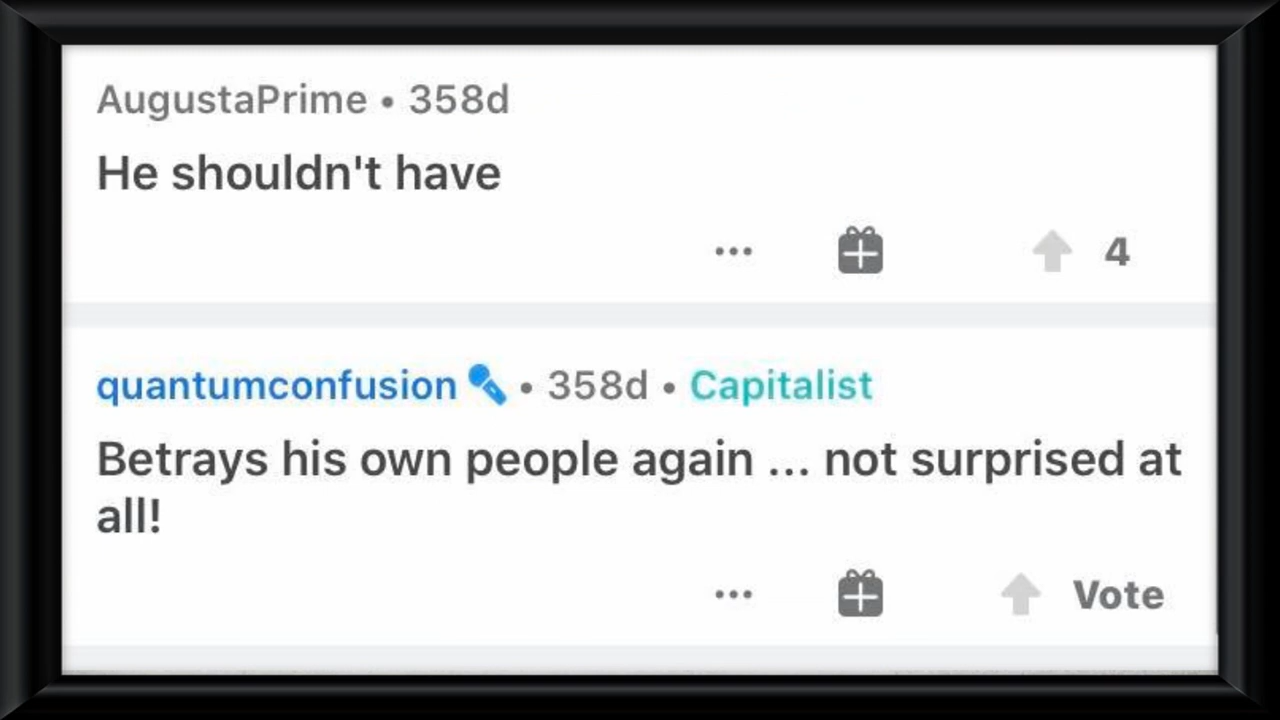 AugustaPrime • 358d
He shouldn't have
4
quantumconfusion • 358d • Capitalist
Betrays his own people again ... not surprised at
all!
Vote